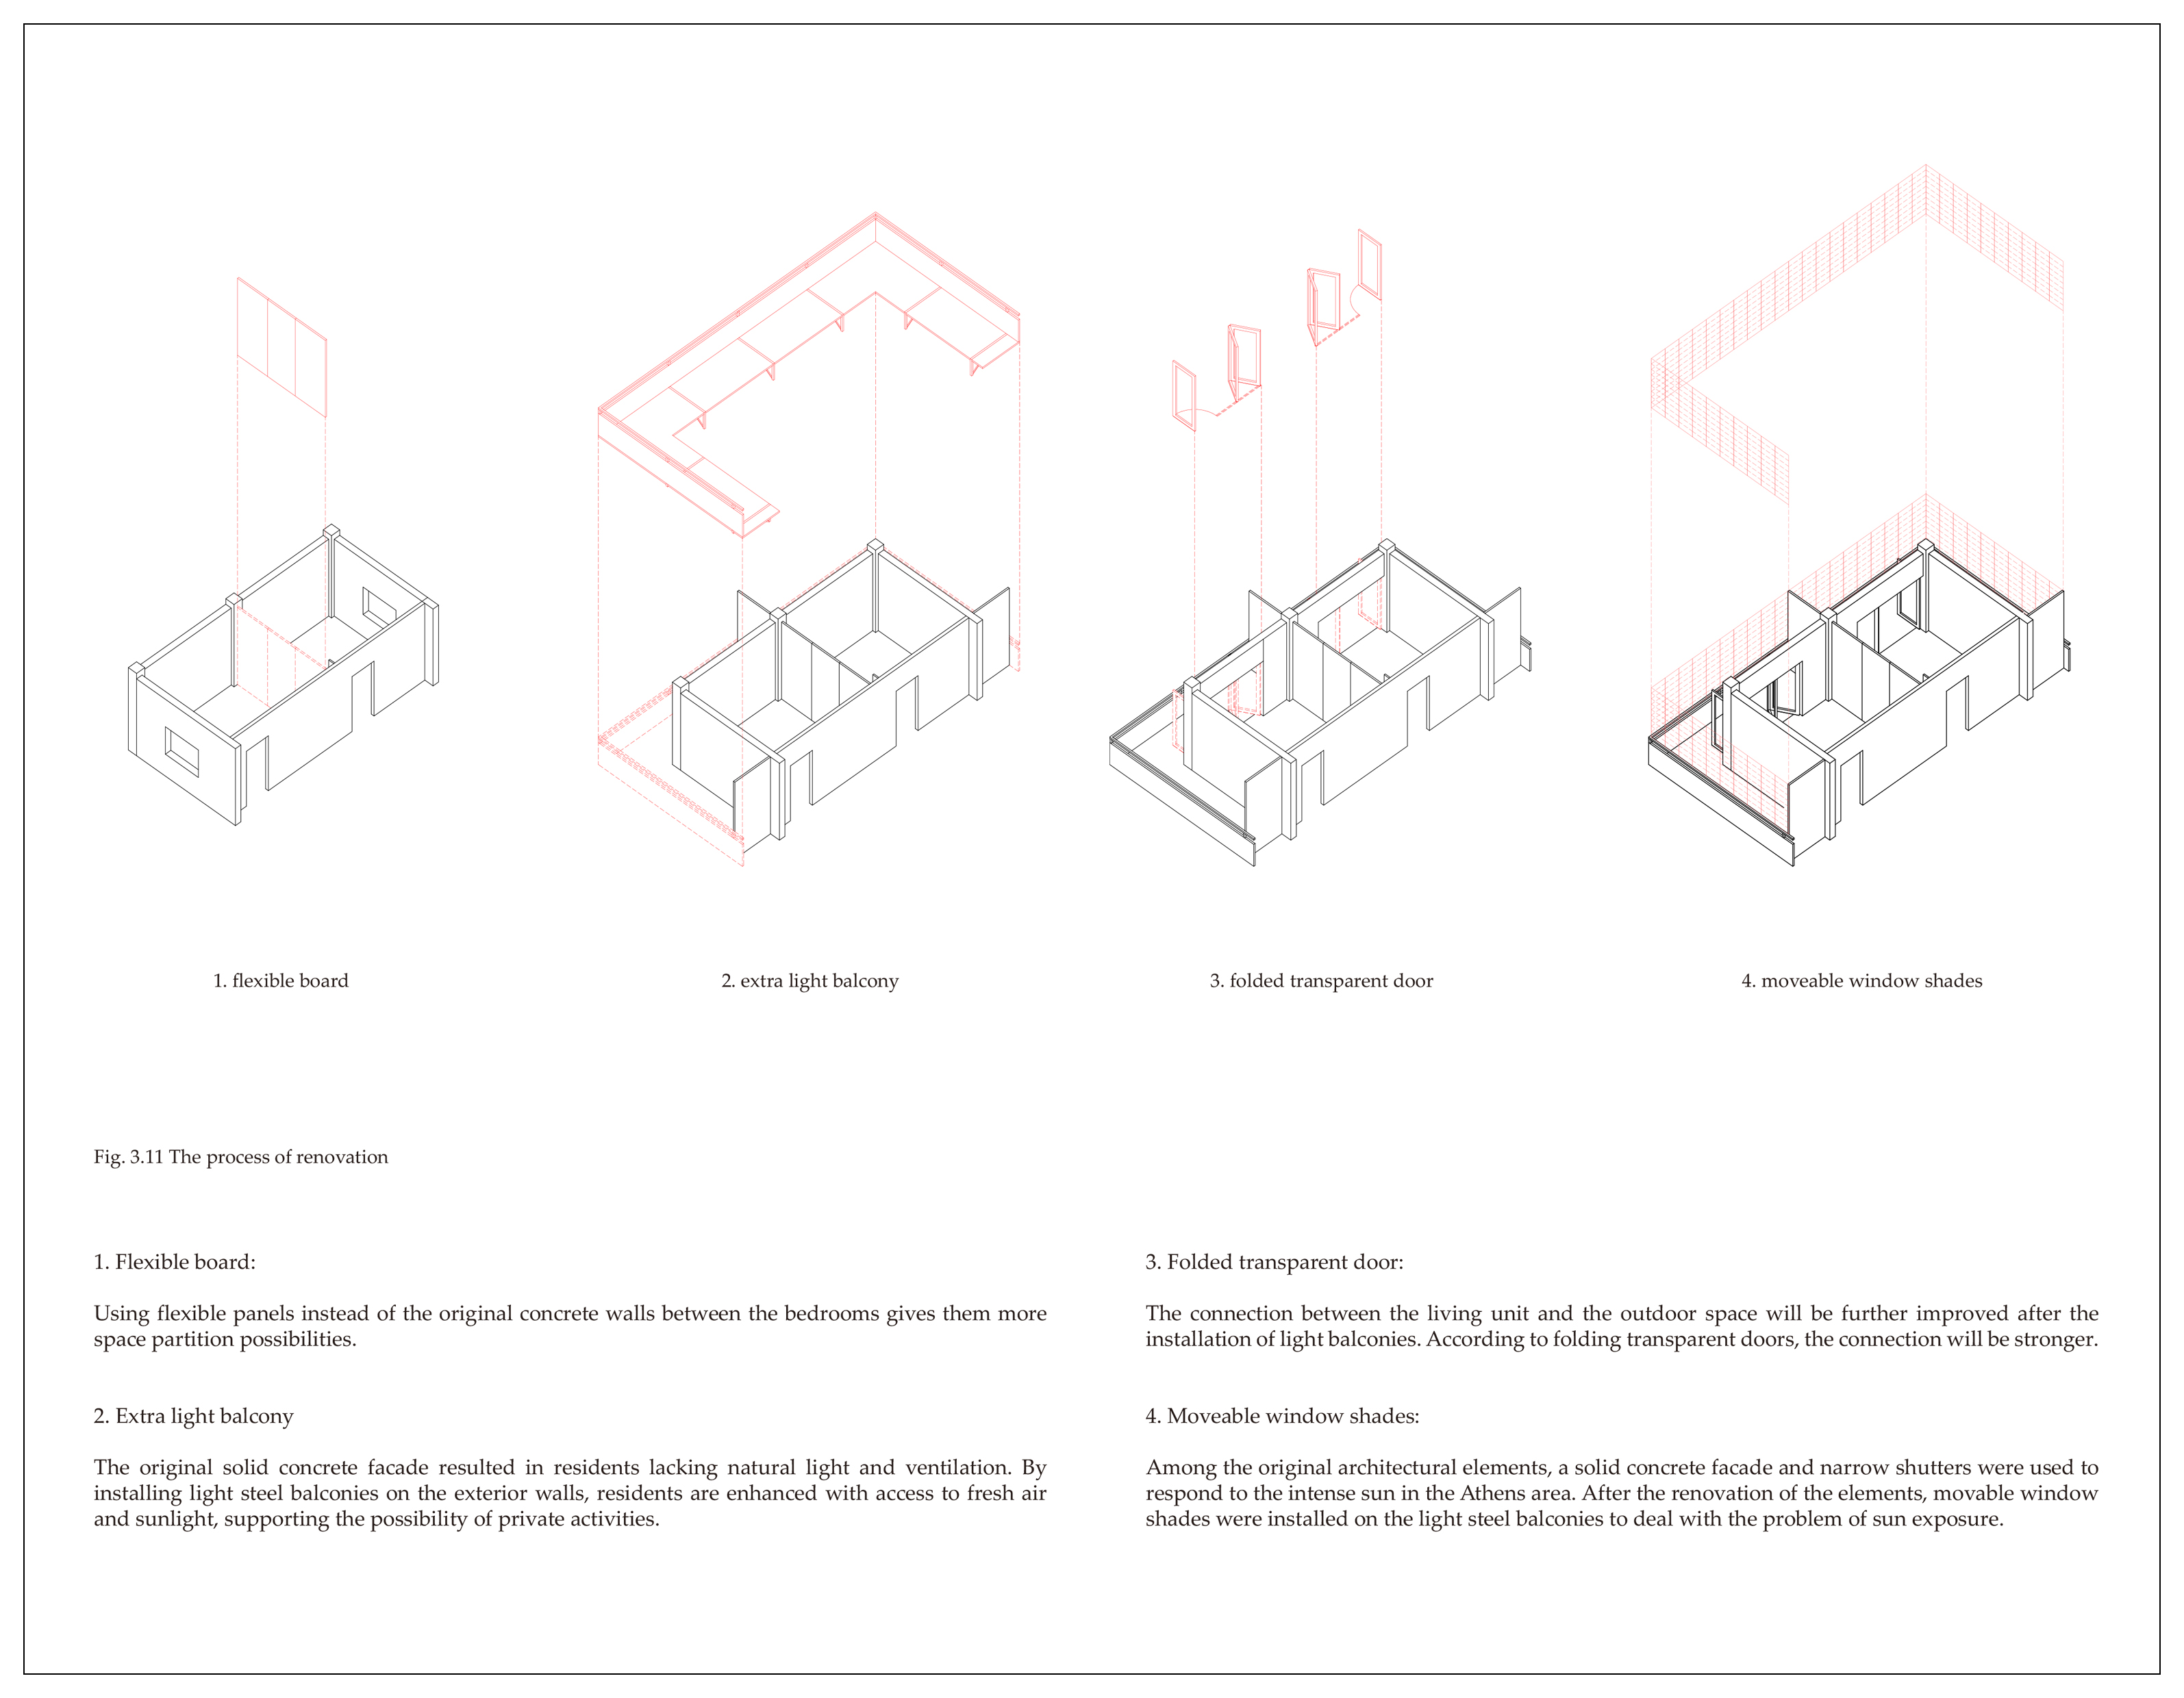 1. flexible board
2. extra light balcony
3. folded transparent door
4. moveable window shades
Fig. 3.11 The process of renovation
1. Flexible board:
Using flexible panels instead of the original concrete walls between the bedrooms gives them more
space partition possibilities.
2. Extra light balcony
The original solid concrete facade resulted in residents lacking natural light and ventilation. By
installing light steel balconies on the exterior walls, residents are enhanced with access to fresh air
and sunlight, supporting the possibility of private activities.
3. Folded transparent door:
The connection between the living unit and the outdoor space will be further improved after the
installation of light balconies. According to folding transparent doors, the connection will be stronger.
4. Moveable window shades:
Among the original architectural elements, a solid concrete facade and narrow shutters were used to
respond to the intense sun in the Athens area. After the renovation of the elements, movable window
shades were installed on the light steel balconies to deal with the problem of sun exposure.